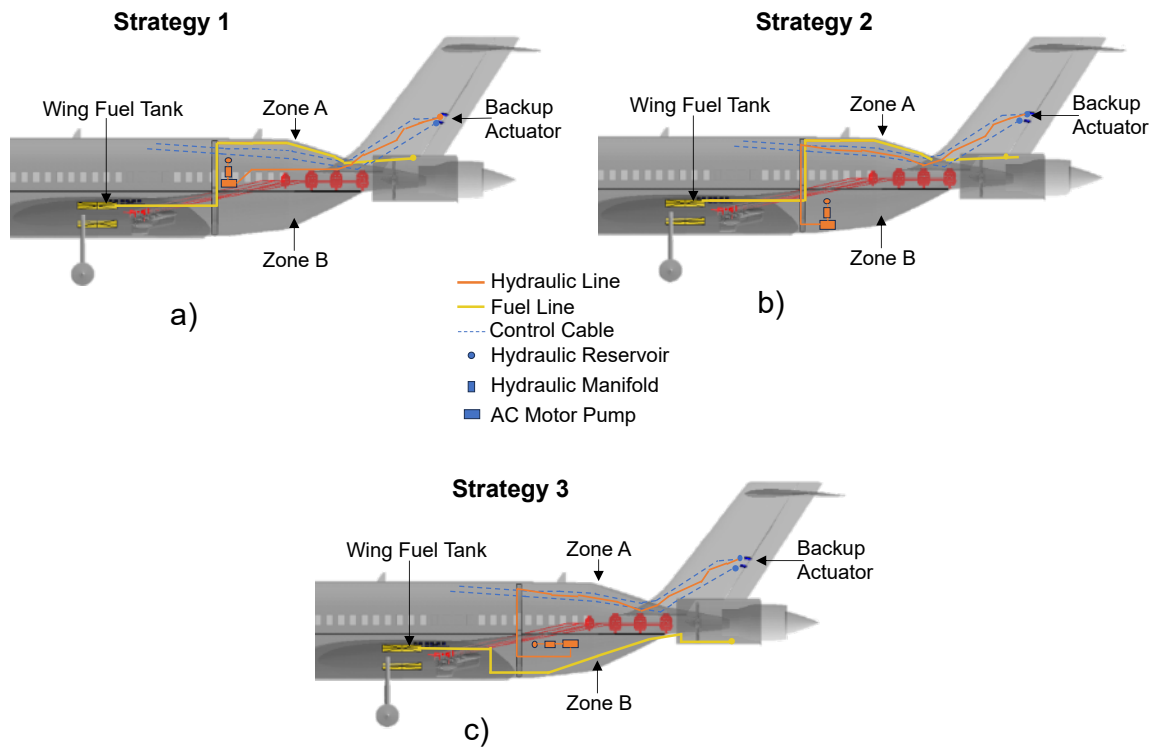 Strategy 1
Wing Fuel Tank
Zone A
Backup
Actuator
Zone B
a)
Strategy 2
Wing Fuel Tank
Zone A
Backup
Actuator
Zone B
b)
Hydraulic Line
Fuel Line
Control Cable
Hydraulic Reservoir
Hydraulic Manifold
AC Motor Pump
Strategy 3
Wing Fuel Tank
Zone A
Backup
Actuator
Zone B
c)